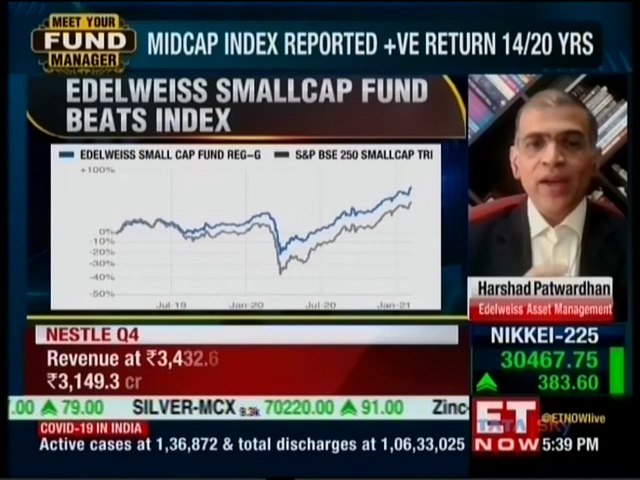 MEET YOUR
FUND
MANAGER
MIDCAP INDEX REPORTED +VE RETURN 14/20 YRS
EDELWEISS SMALLCAP FUND
BEATS INDEX
EDELWEISS SMALL CAP FUND REG-G
S&P BSE 250 SMALLCAP TRI
+100%
0%
-10%
-20%
-30%
-40%
-50%
Jul-19
Jan-20
Jul-20
Jan-21
Harshad Patwardhan
Edelweiss Asset Management
NESTLE Q4
Revenue at ₹3,432.6
₹3,149.3 cr
NIKKEI-225
30467.75
383.60
.00 79.00 SILVER-MCX 9.3k 70220.00 91.00 Zinc-
ET
NOW
TATA sky
@ETNOWlive
5:39 PM
COVID-19 IN INDIA
Active cases at 1,36,872 & total discharges at 1,06,33,025